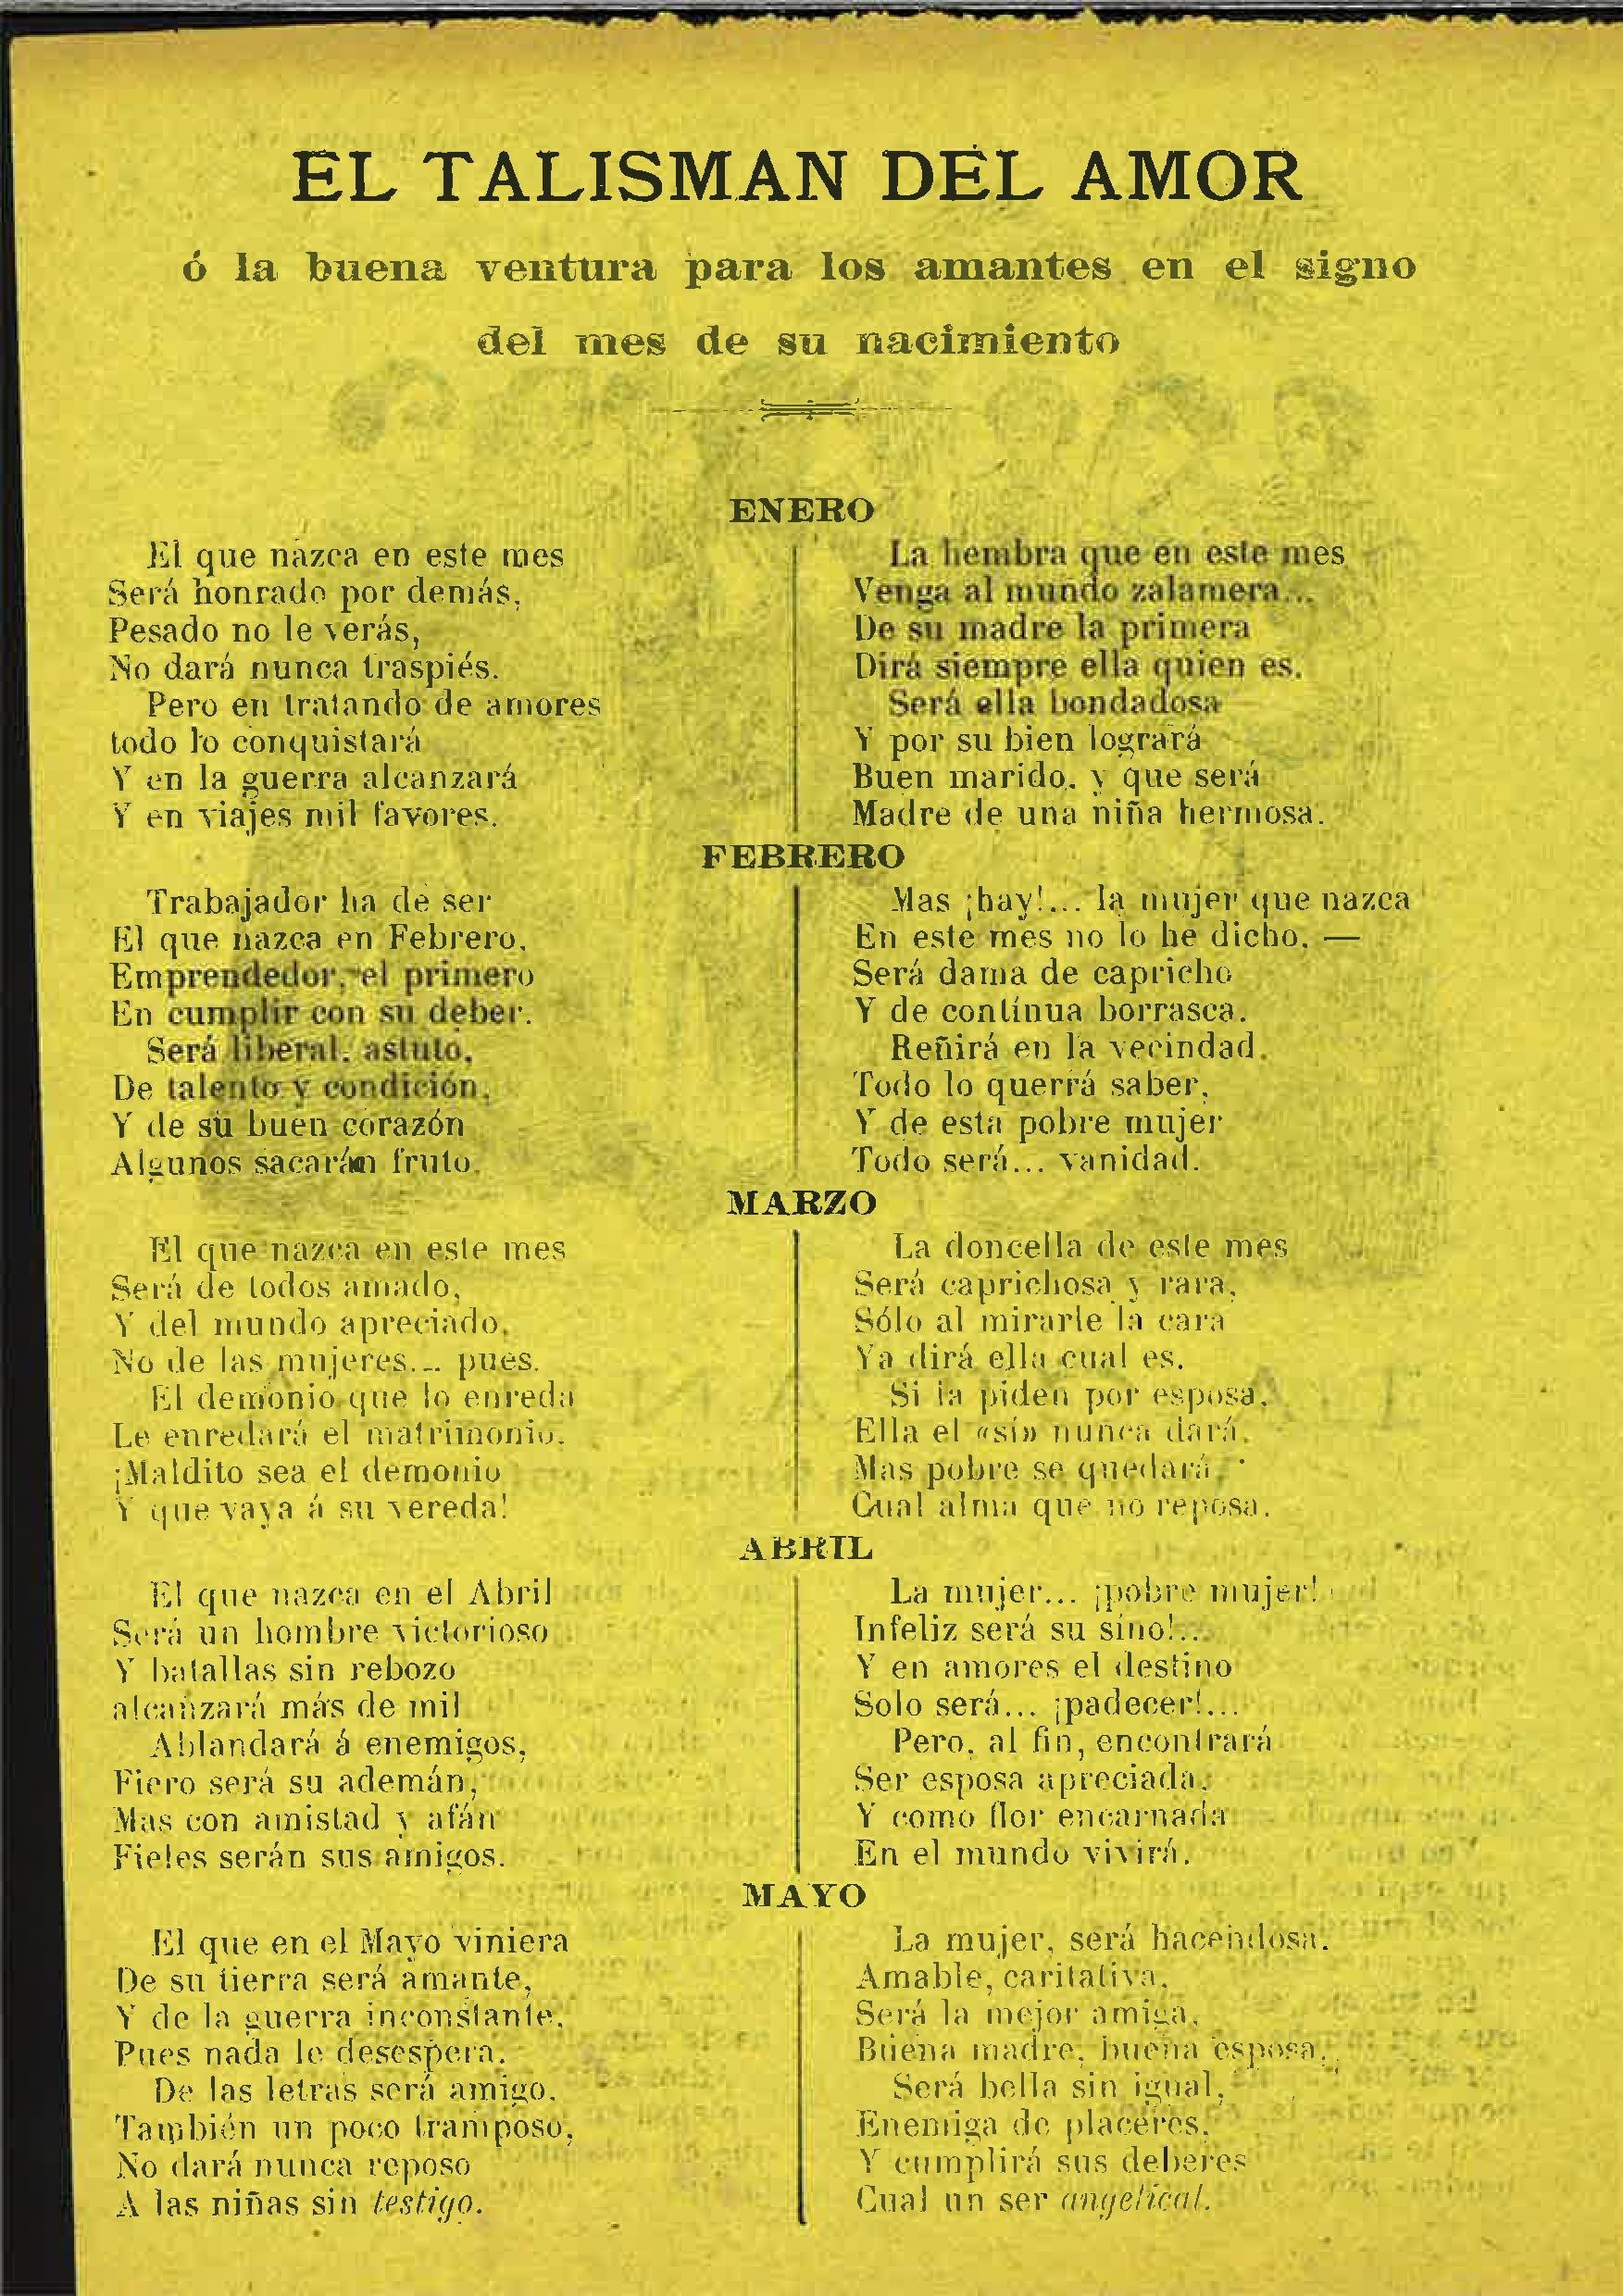 EL TALISMAN DEL AMOR
ó la buena ventura para los amantes en el signo
del mes de su nacimiento
ENERO
El que nazca en este mes
Será honrado por demás,
Pesado no le verás,
No dará nunca traspiés.
Pero en tratando de amores
todo lo conquistará
Y en la guerra alcanzará
Y en viajes mil favores.
La hembra que en este mes
Venga al mundo zalamera...
De su madre la primera
Dirá siempre ella quien es.
Será ella bondadosa
Y por su bien logrará
Buen marido, y que será
Madre de una niña hermosa.
FEBRERO
Trabajador ha de ser
El que nazca en Febrero,
Emprendedor, el primero
En cumplir con su deber.
Será liberal, astuto,
De talento y condición,
Y de su buen corazón
Algunos sacarán fruto.
Mas ¡hay!... la mujer que nazca
En este mes no lo he dicho, —
Será dama de capricho
Y de contínua borrasca.
Reñirá en la vecindad,
Todo lo querrá saber,
Y de esta pobre mujer
Todo será... vanidad.
MARZO
El que nazca en este mes
Será de todos amado,
Y del mundo apreciado,
No de las mujeres... pues.
El demonio que lo enreda
Le enredará el matrimonio,
¡Maldito sea el demonio
Y que vaya á su vereda!
La doncella de este mes
Será caprichosa y rara,
Sólo al mirarle la cara
Ya dirá ella cual es.
Si la piden por esposa,
Ella el «sí» nunca dará,
Mas pobre se quedará,
Cual alma que no reposa.
ABRIL
El que nazca en el Abril
Será un hombre victorioso
Y batallas sin rebozo
alcanzará más de mil
Ablandará á enemigos,
Fiero será su ademán,
Mas con amistad y afán
Fieles serán sus amigos.
La mujer... ¡pobre mujer!
Infeliz será su sino!...
Y en amores el destino
Solo será... ¡padecer!...
Pero, al fin, encontrará
Ser esposa apreciada,
Y como flor encarnada
En el mundo vivirá.
MAYO
El que en el Mayo viniera
De su tierra será amante,
Y de la guerra inconstante,
Pues nada le desespera.
De las letras será amigo,
También un poco tramposo,
No dará nunca reposo
A las niñas sin testigo.
La mujer, será hacendosa,
Amable, caritativa,
Será la mejor amiga,
Buena madre, buena esposa,
Será bella sin igual,
Enemiga de placeres,
Y cumplirá sus deberes
Cual un ser angelical.